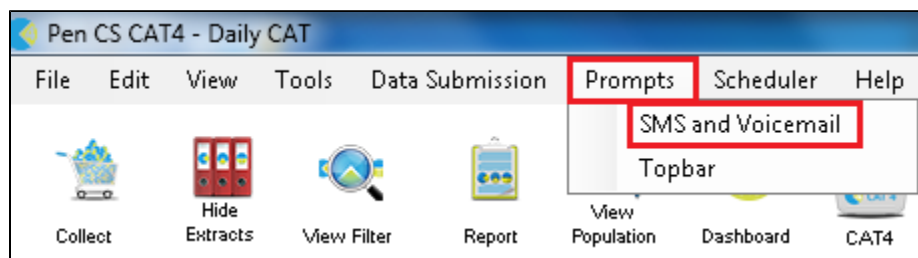 Pen CS CAT4 - Daily CAT
File Edit View Tools Data Submission Prompts Scheduler Help
SMS and Voicemail
Topbar
Collect
Hide
Extracts
View Filter
Report
View
Population
Dashboard
CAT4